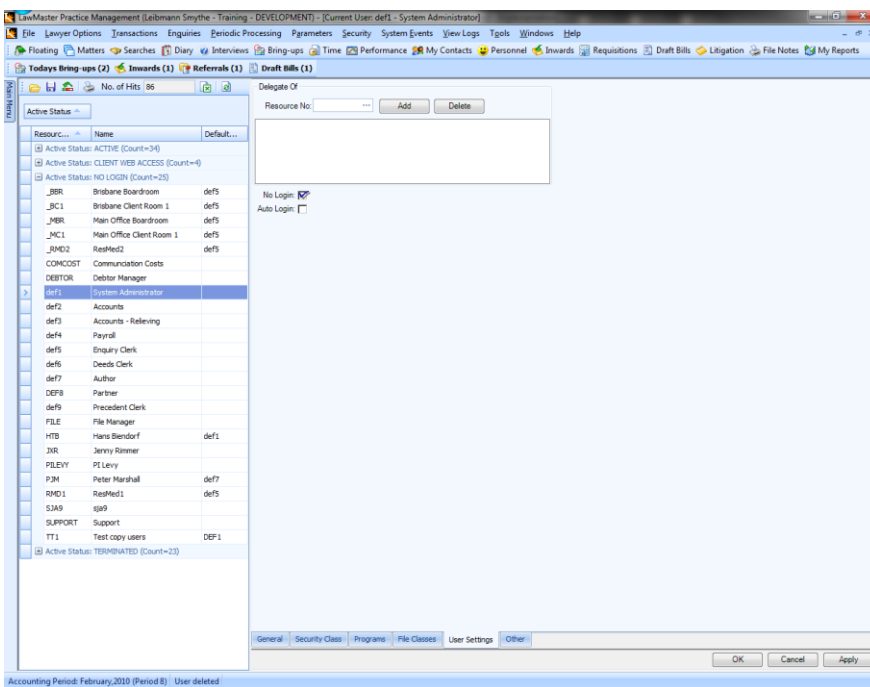 LawMaster Practice Management (Leibmann Smythe - Training - DEVELOPMENT) - [Current User: def1 - System Administrator]
File Lawyer Options Transactions Enquiries Periodic Processing Parameters Security System Events View Logs Tools Windows Help
Floating Matters Searches Diary Interviews Bring-ups Time Performance My Contacts Personnel Inwards Requisitions Draft Bills Litigation File Notes My Reports
Todays Bring-ups (2) Inwards (1) Referrals (1) Draft Bills (1)
Main Menu
No. of Hits 86
Active Status
Resourc... Name Default...
Active Status: ACTIVE (Count=34)
Active Status: CLIENT WEB ACCESS (Count=4)
Active Status: NO LOGIN (Count=25)
_BBR Brisbane Boardroom def5
_BC1 Brisbane Client Room 1 def5
_MBR Main Office Boardroom def5
_MC1 Main Office Client Room 1 def5
_RMD2 ResMed2 def5
COMCOST Communciation Costs
DEBTOR Debtor Manager
def1 System Administrator
def2 Accounts
def3 Accounts - Relieving
def4 Payroll
def5 Enquiry Clerk
def6 Deeds Clerk
def7 Author
DEF8 Partner
def9 Precedent Clerk
FILE File Manager
HTB Hans Biendorf def1
JXR Jenny Rimmer
PILEVY PI Levy
PJM Peter Marshall def7
RMD1 ResMed1 def5
SJA9 sja9
SUPPORT Support
TT1 Test copy users DEF1
Active Status: TERMINATED (Count=23)
Delegate Of
Resource No: ... Add Delete
No Login:
Auto Login:
General Security Class Programs File Classes User Settings Other
OK Cancel Apply
Accounting Period: February,2010 (Period 8) User deleted